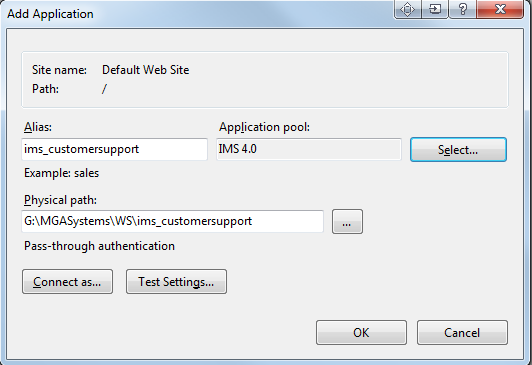 Add Application
?
Site name: Default Web Site
Path: /
Alias: Application pool:
ims_customersupport IMS 4.0 Select...
Example: sales
Physical path:
G:\MGASystems\WS\ims_customersupport ...
Pass-through authentication
Connect as... Test Settings...
OK Cancel